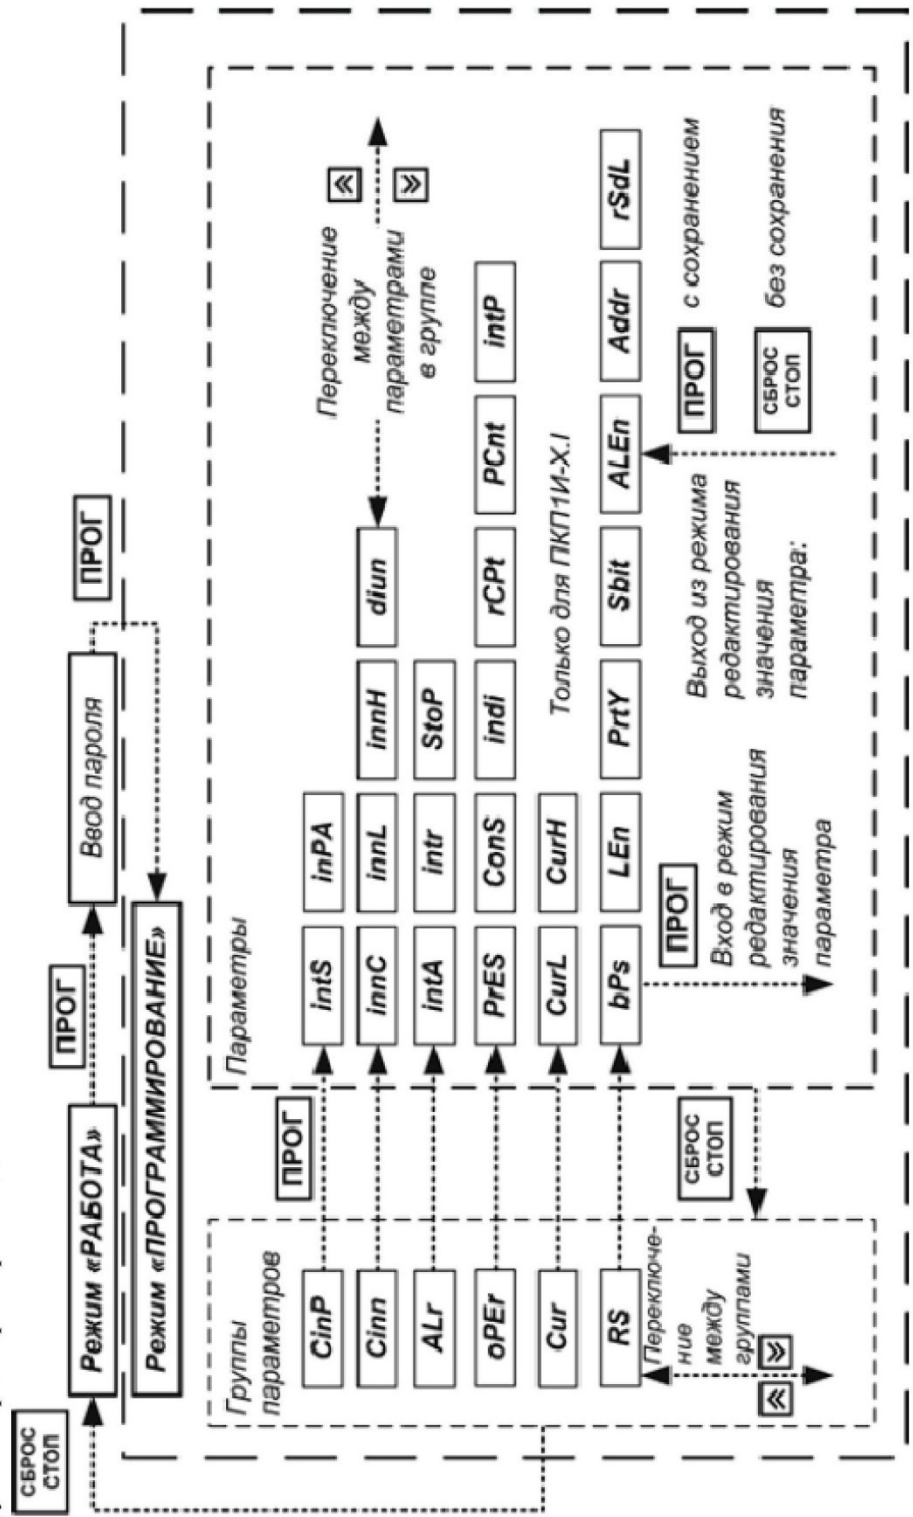 СБРОС
СТОП
Режим «РАБОТА»
ПРОГ
Ввод пароля
ПРОГ
Режим «ПРОГРАММИРОВАНИЕ»
Группы
параметров
CinP
Cinn
ALr
oPEr
Cur
RS
Переключе-
ние
между
группами
ПРОГ
СБРОС
СТОП
Параметры
intS
inPA
innC
innL
innH
diun
Переключение
между
параметрами
в группе
intA
intr
StoP
PrES
ConS
indi
rCPt
PCnt
intP
CurL
CurH
Только для ПКП1И-Х.I
bPs
LEn
PrtY
Sbit
ALEn
Addr
rSdL
ПРОГ
Вход в режим
редактирования
значения
параметра
Выход из режима
редактирования
значения
параметра:
ПРОГ
с сохранением
СБРОС
СТОП
без сохранения